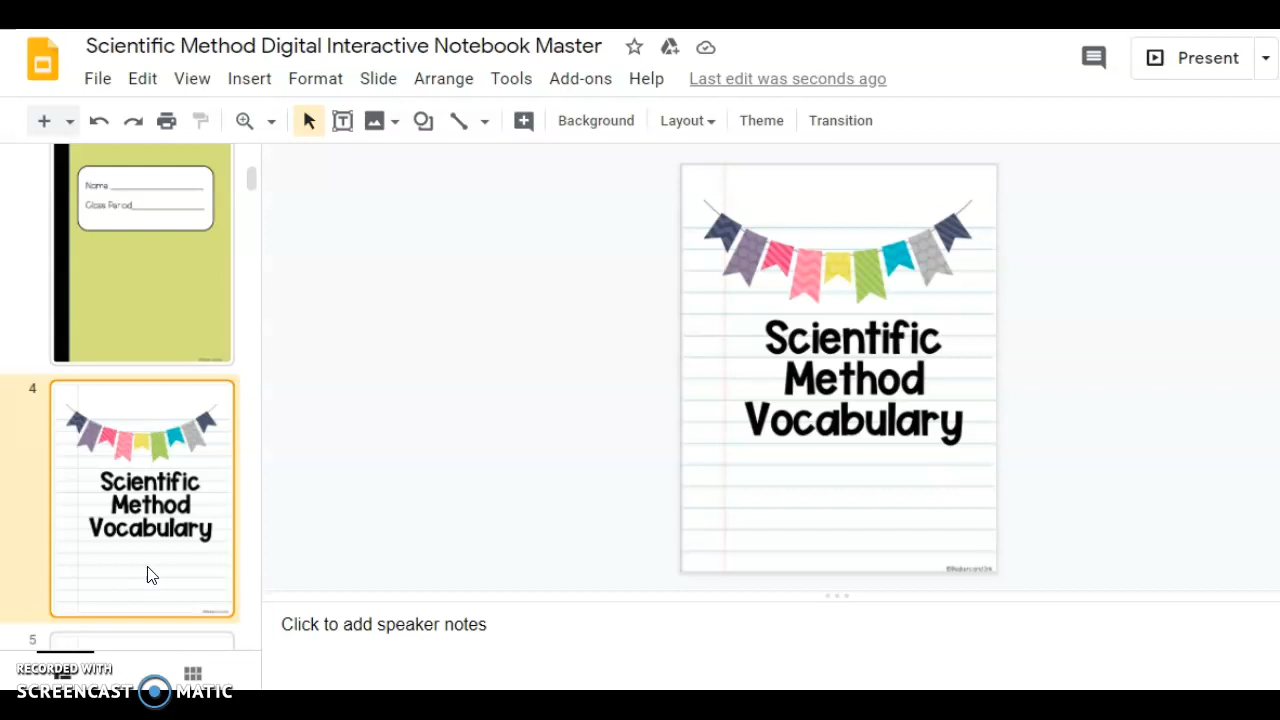 Scientific Method Digital Interactive Notebook Master
File Edit View Insert Format Slide Arrange Tools Add-ons Help Last edit was seconds ago
Present
Background Layout Theme Transition
Name
Class Period
4
Scientific
Method
Vocabulary
5
Scientific
Method
Vocabulary
Click to add speaker notes
RECORDED WITH
SCREENCAST MATIC